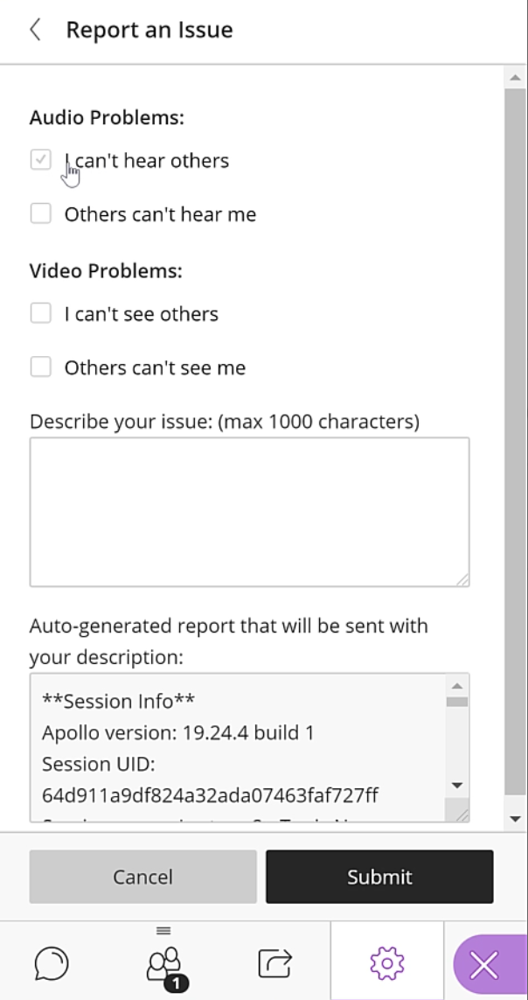 Report an Issue
Audio Problems:
I can't hear others
Others can't hear me
Video Problems:
I can't see others
Others can't see me
Describe your issue: (max 1000 characters)
Auto-generated report that will be sent with
your description:
**Session Info**
Apollo version: 19.24.4 build 1
Session UID:
64d911a9df824a32ada07463faf727ff
Cancel
Submit
1